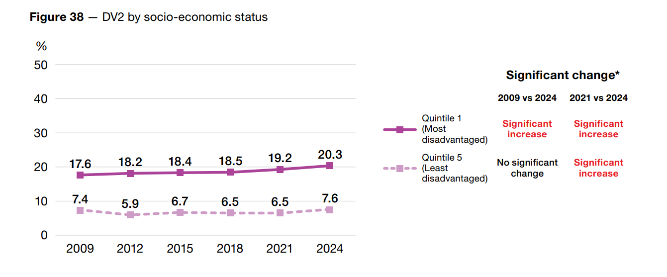 Figure 38 — DV2 by socio-economic status
%
50
40
30
20
10
0
17.6 18.2 18.4 18.5 19.2 20.3
7.4 5.9 6.7 6.5 6.5 7.6
2009 2012 2015 2018 2021 2024
Significant change*
2009 vs 2024 2021 vs 2024
Quintile 1
(Most
disadvantaged)
Significant
increase
Significant
increase
Quintile 5
(Least
disadvantaged)
No significant
change
Significant
increase